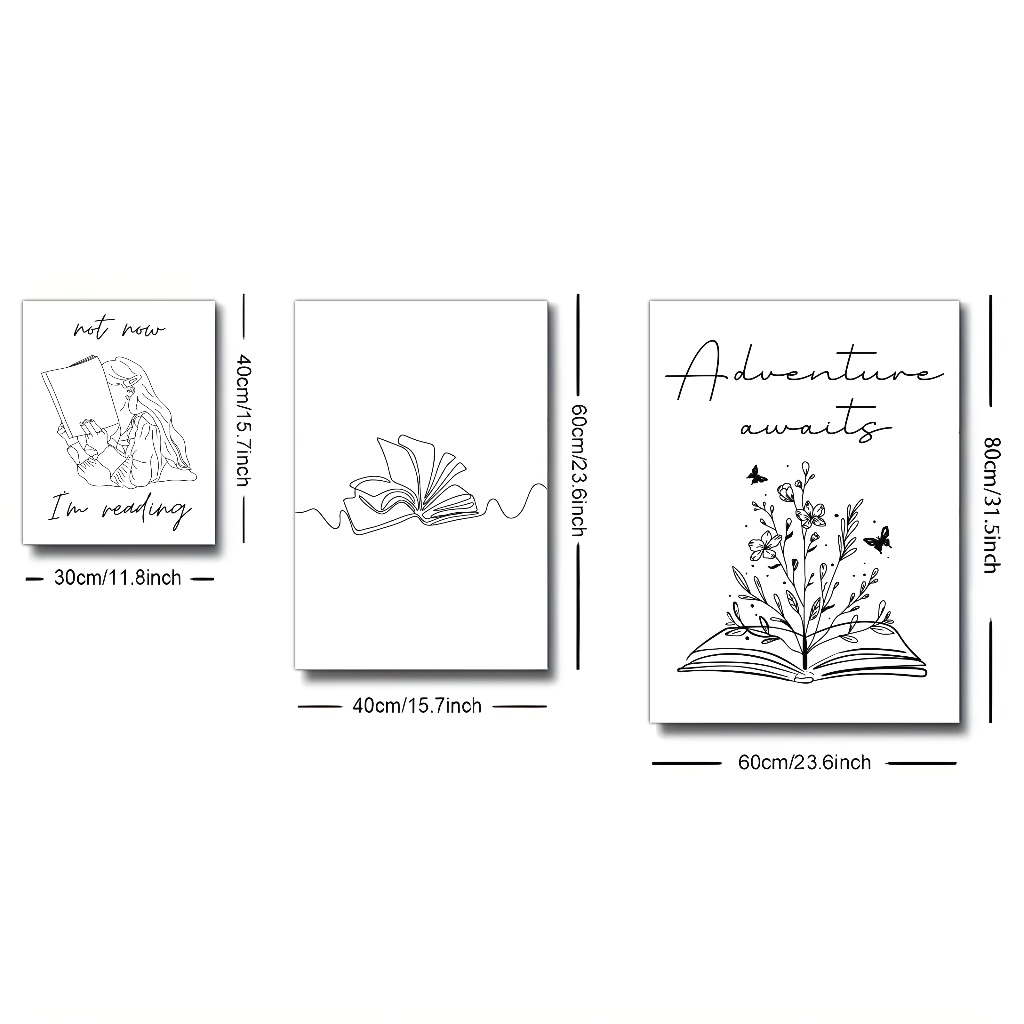 not now
I'm reading
40cm/15.7inch
30cm/11.8inch
60cm/23.6inch
40cm/15.7inch
Adventure
awaits
80cm/31.5inch
60cm/23.6inch